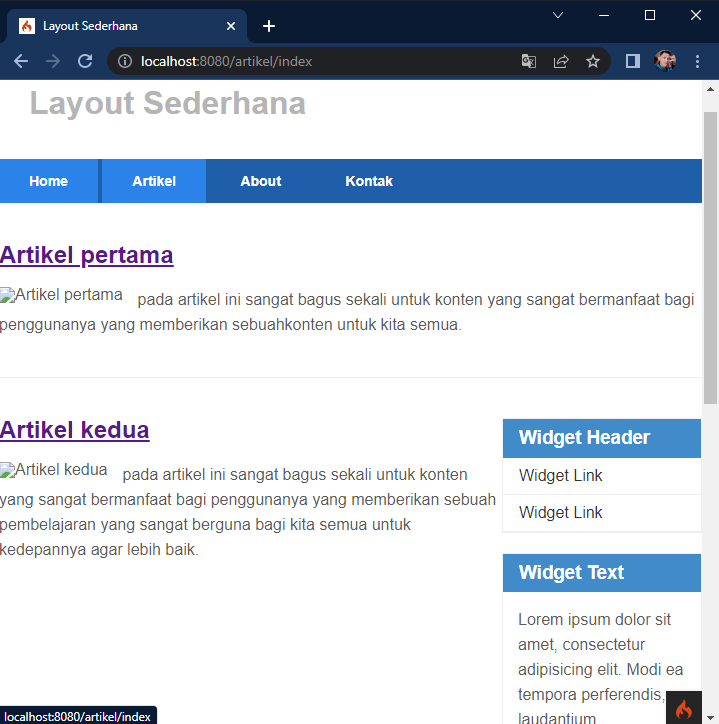 Layout Sederhana
localhost:8080/artikel/index
Layout Sederhana
Home
Artikel
About
Kontak
Artikel pertama
Artikel pertama
pada artikel ini sangat bagus sekali untuk konten yang sangat bermanfaat bagi
penggunanya yang memberikan sebuahkonten untuk kita semua.
Artikel kedua
Artikel kedua
pada artikel ini sangat bagus sekali untuk konten
yang sangat bermanfaat bagi penggunanya yang memberikan sebuah
pembelajaran yang sangat berguna bagi kita semua untuk
kedepannya agar lebih baik.
Widget Header
Widget Link
Widget Link
Widget Text
Lorem ipsum dolor sit
amet, consectetur
adipisicing elit. Modi ea
tempora perferendis,
laudantium
localhost:8080/artikel/index